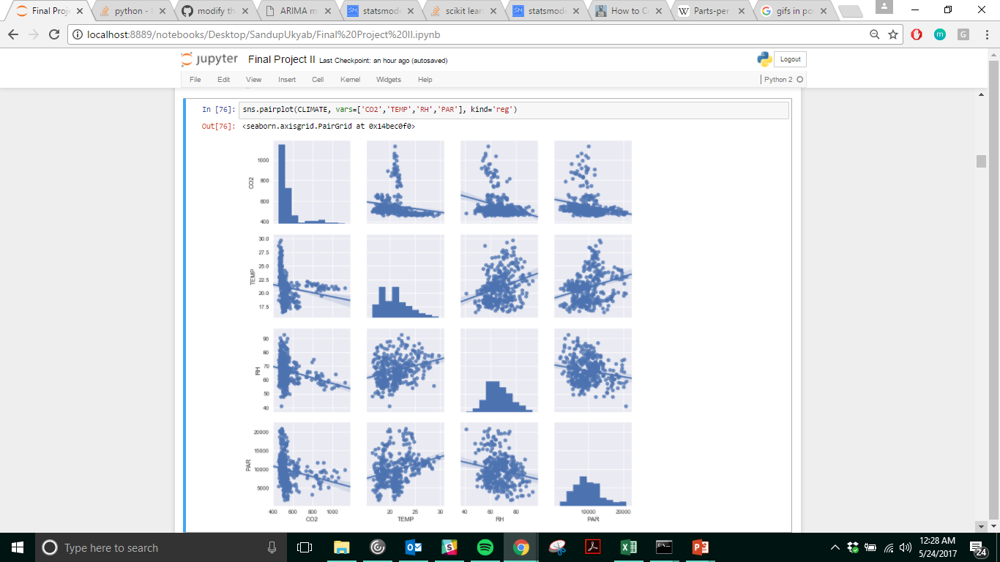 Final Proje
python -
modify th
ARIMA m
statsmode
scikit lear
statsmode
How to C
Parts-per
gifs in po
localhost:8889/notebooks/Desktop/SandupUkyab/Final%20Project%20II.ipynb
jupyter Final Project II Last Checkpoint: an hour ago (autosaved)
Logout
File Edit View Insert Cell Kernel Widgets Help
Python 2
In [76]: sns.pairplot(CLIMATE, vars=['CO2','TEMP','RH','PAR'], kind='reg')
Out[76]: <seaborn.axisgrid.PairGrid at 0x14bec0f0>
1000
800
600
400
CO2
30.0
27.5
25.0
22.5
20.0
17.5
TEMP
90
80
70
60
50
40
RH
20000
15000
10000
5000
PAR
400 600 800 1000
CO2
20 25 30
TEMP
40 60 80
RH
10000 20000
PAR
Type here to search
12:28 AM
5/24/2017
24